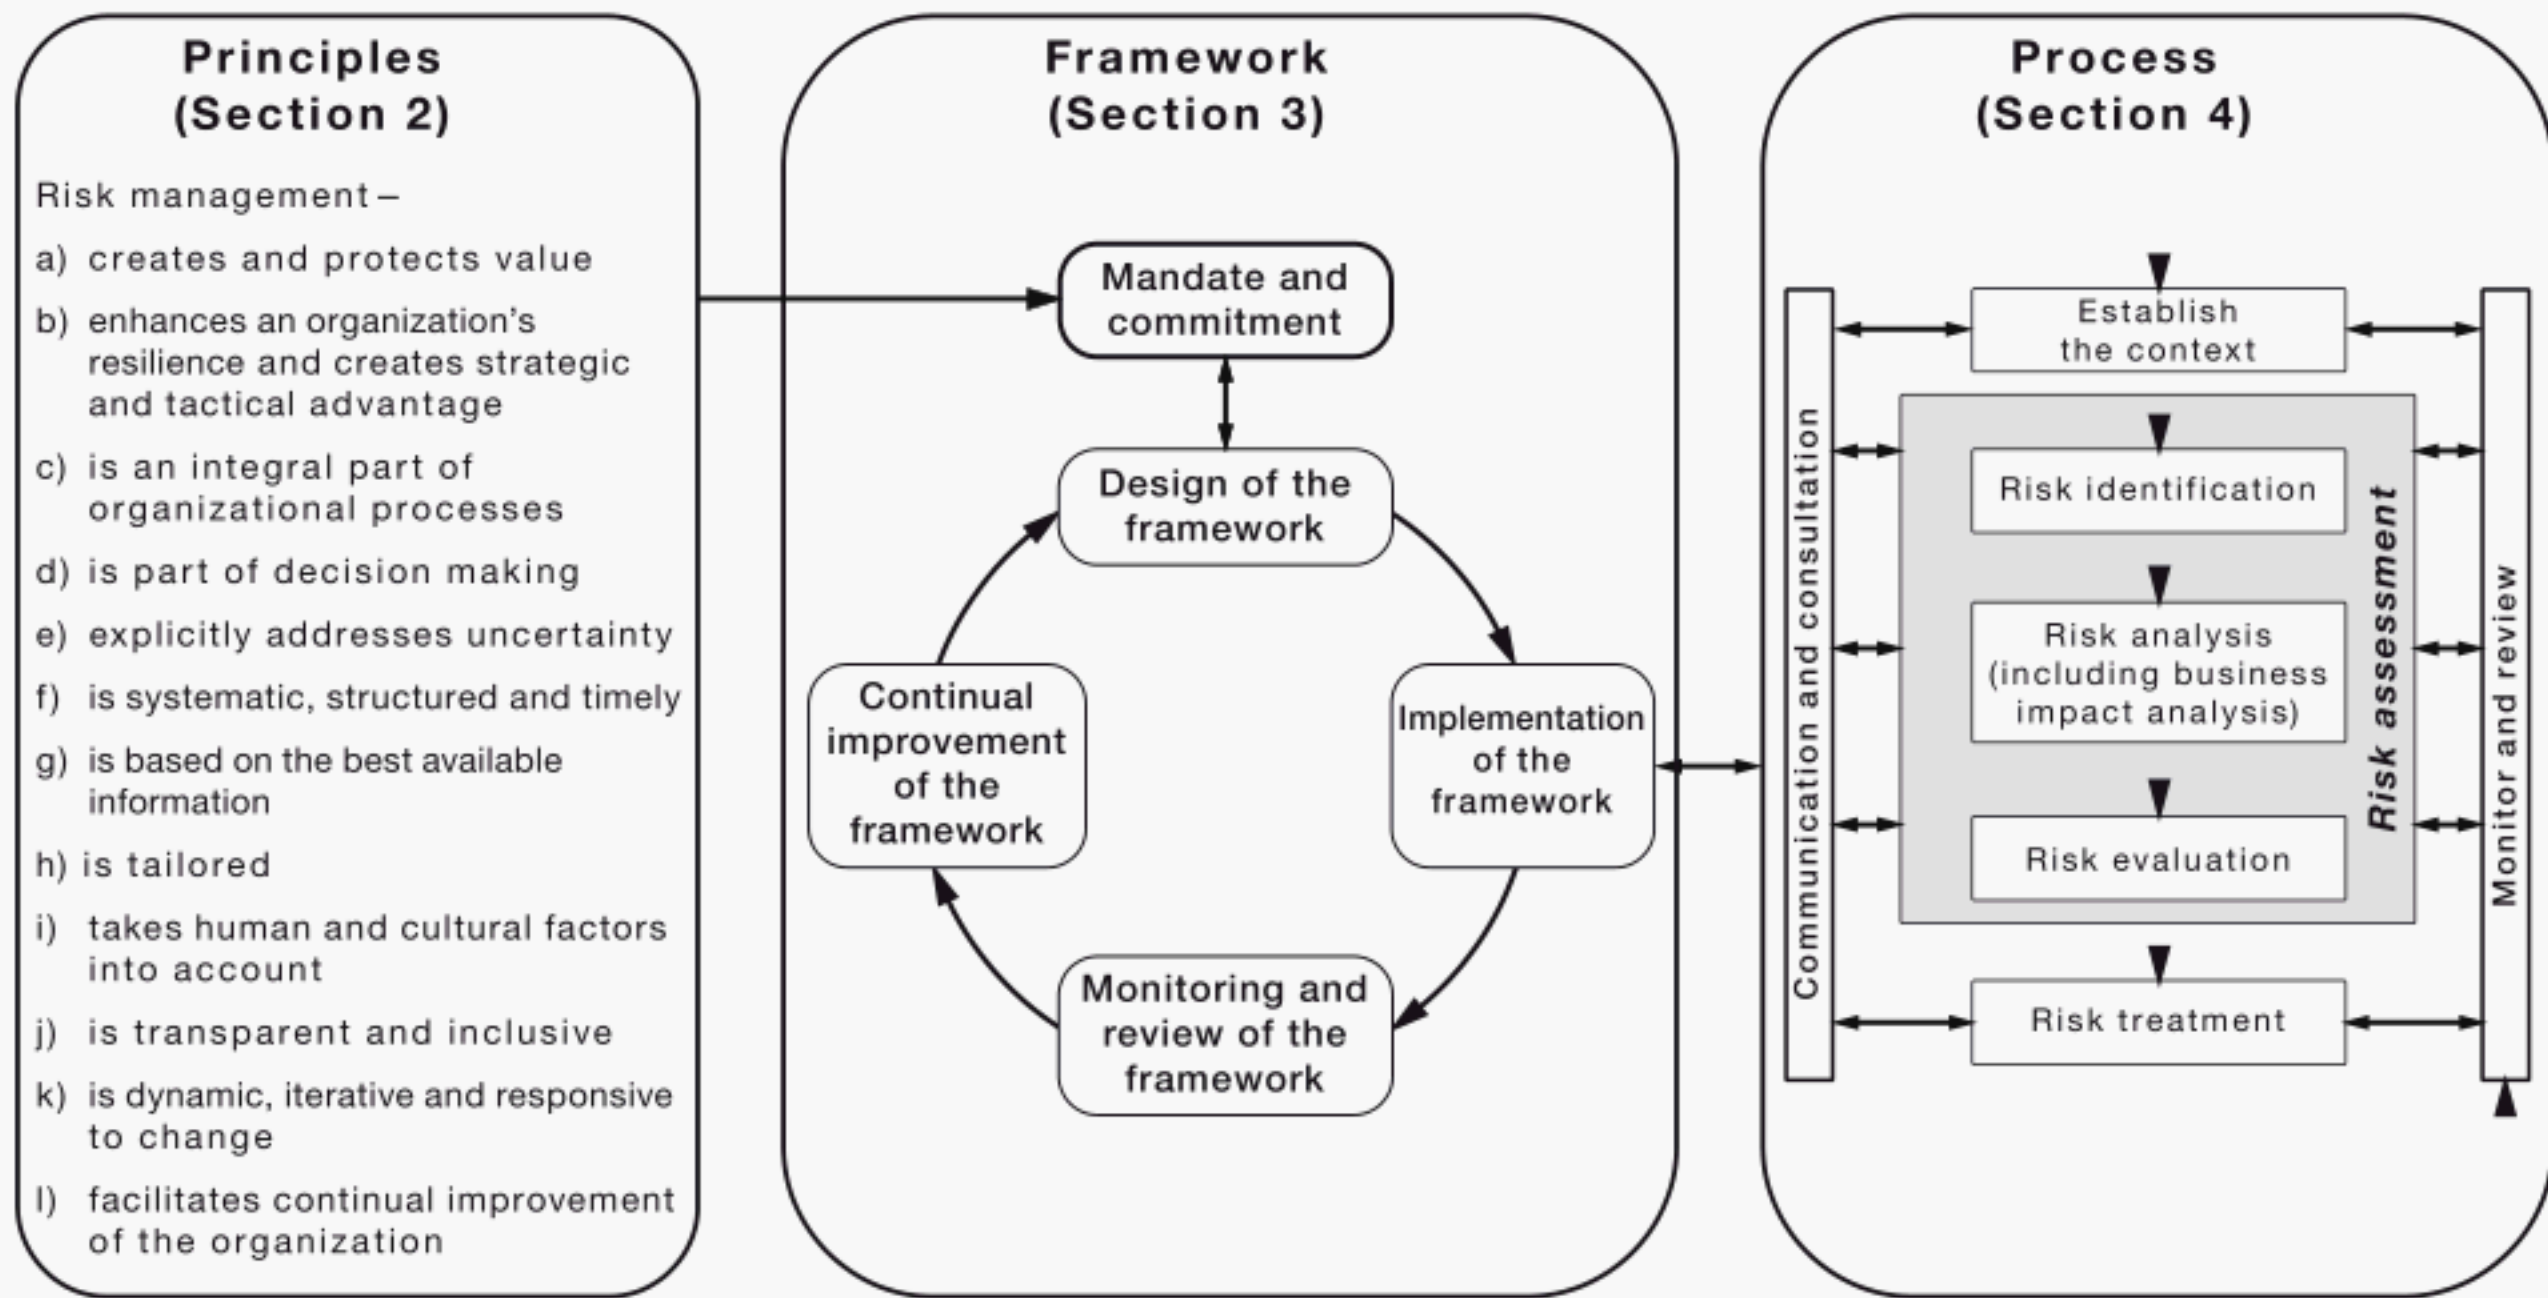 Principles
(Section 2)
Risk management –
a) creates and protects value
b) enhances an organization’s
resilience and creates strategic
and tactical advantage
c) is an integral part of
organizational processes
d) is part of decision making
e) explicitly addresses uncertainty
f) is systematic, structured and timely
g) is based on the best available
information
h) is tailored
i) takes human and cultural factors
into account
j) is transparent and inclusive
k) is dynamic, iterative and responsive
to change
l) facilitates continual improvement
of the organization
Framework
(Section 3)
Mandate and
commitment
Design of the
framework
Continual
improvement
of the
framework
Implementation
of the
framework
Monitoring and
review of the
framework
Process
(Section 4)
Communication and consultation
Establish
the context
Risk identification
Risk analysis
(including business
impact analysis)
Risk evaluation
Risk assessment
Risk treatment
Monitor and review